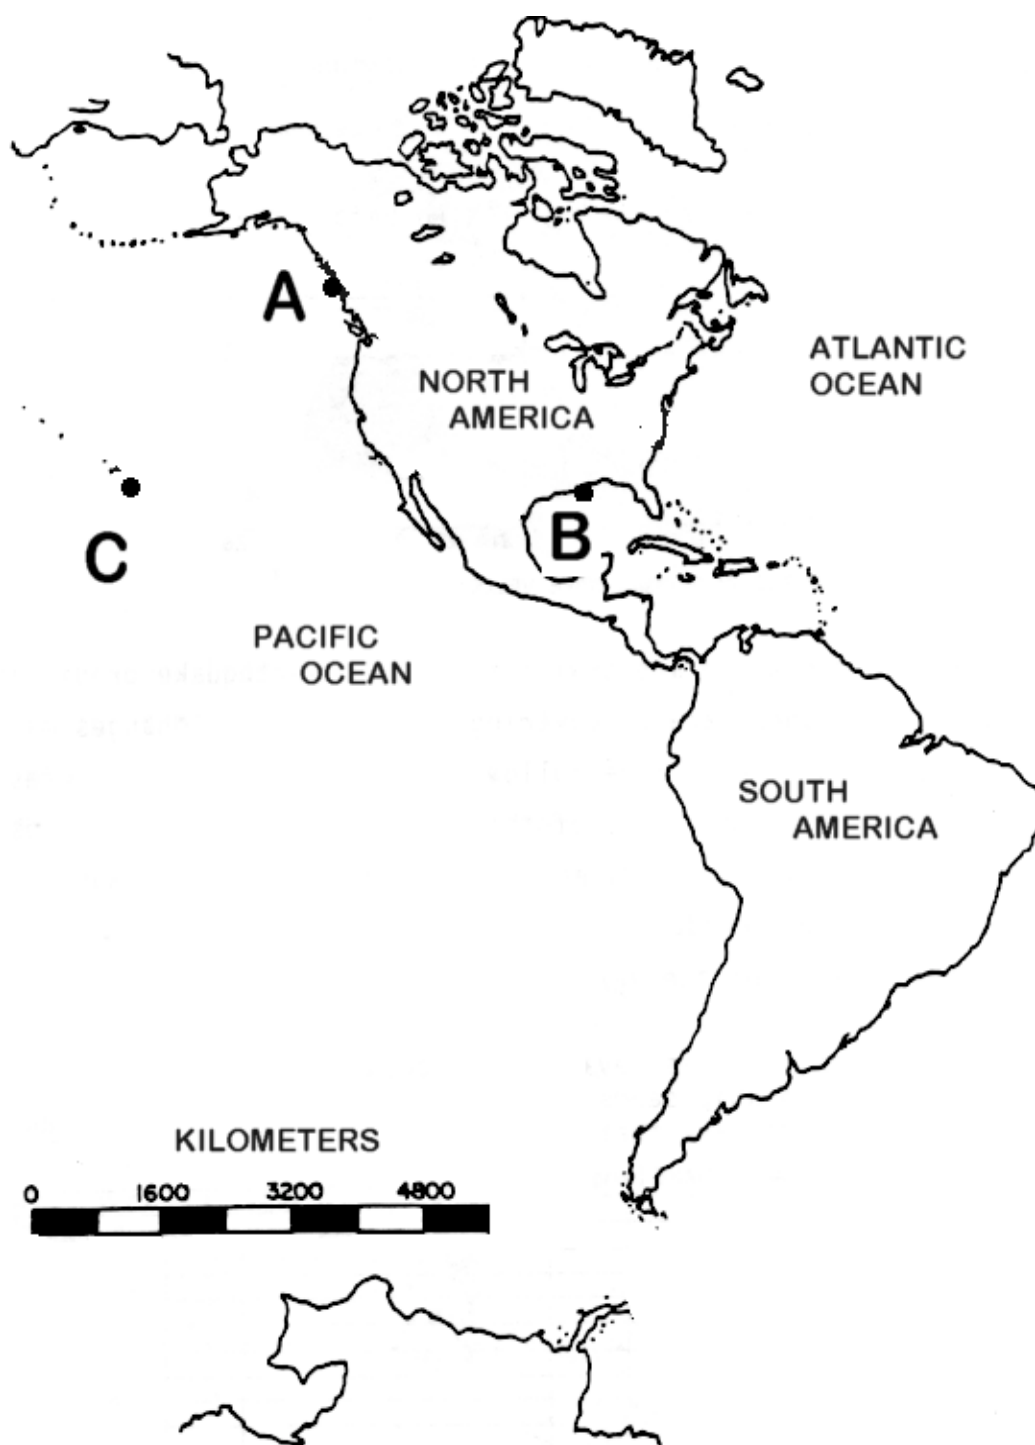 A
NORTH
AMERICA
ATLANTIC
OCEAN
C
B
PACIFIC
OCEAN
SOUTH
AMERICA
KILOMETERS
0 1600 3200 4800